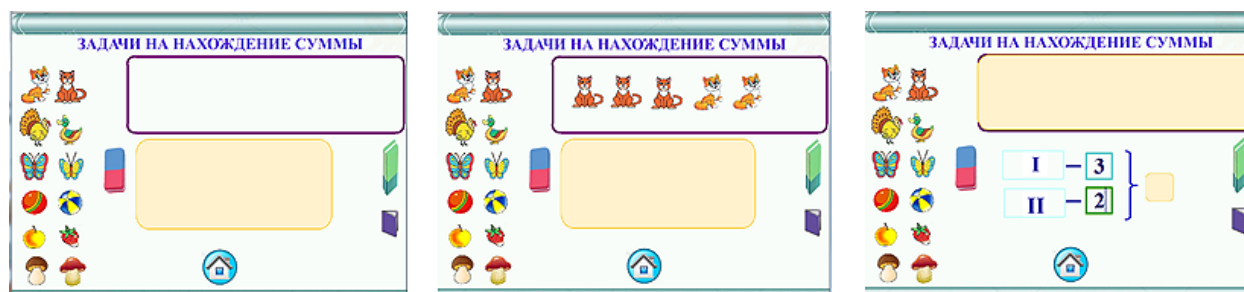 ЗАДАЧИ НА НАХОЖДЕНИЕ СУММЫ
ЗАДАЧИ НА НАХОЖДЕНИЕ СУММЫ
ЗАДАЧИ НА НАХОЖДЕНИЕ СУММЫ
I – 3
II – 2